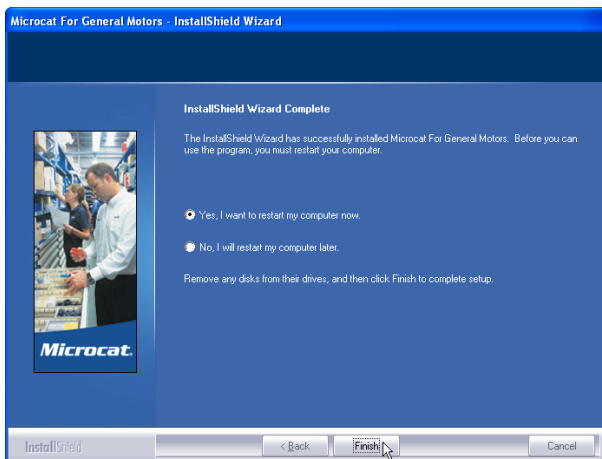 Microcat For General Motors - InstallShield Wizard
InstallShield Wizard Complete
The InstallShield Wizard has successfully installed Microcat For General Motors. Before you can
use the program, you must restart your computer.
Yes, I want to restart my computer now.
No, I will restart my computer later.
Remove any disks from their drives, and then click Finish to complete setup.
Microcat.
InstallShield
< Back
Finish
Cancel